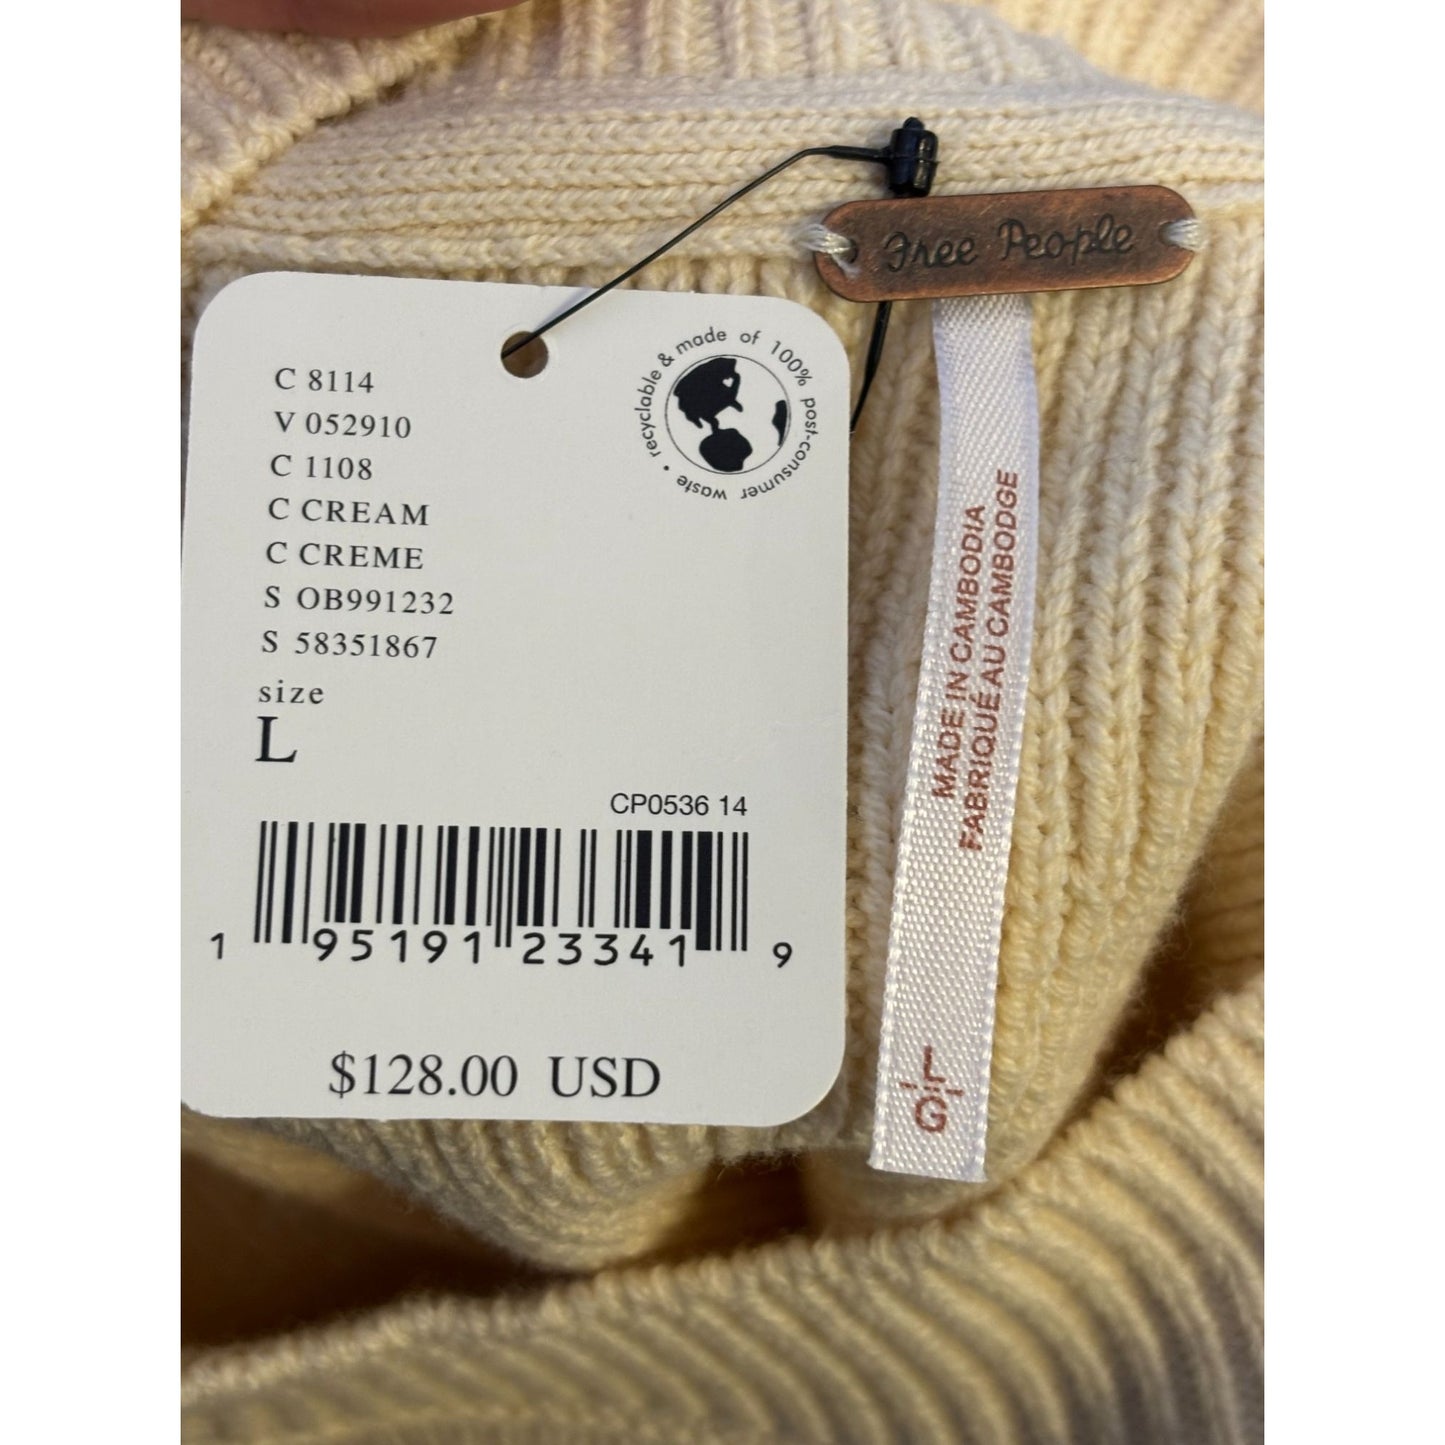 Free People
C 8114
V 052910
C 1108
C CREAM
C CREME
S OB991232
S 58351867
size
L
recyclable & made of 100% post-consumer waste •
CP0536 14
1 95191 23341 9
$128.00 USD
MADE IN CAMBODIA
FABRIQUÉ AU CAMBODGE
L
G